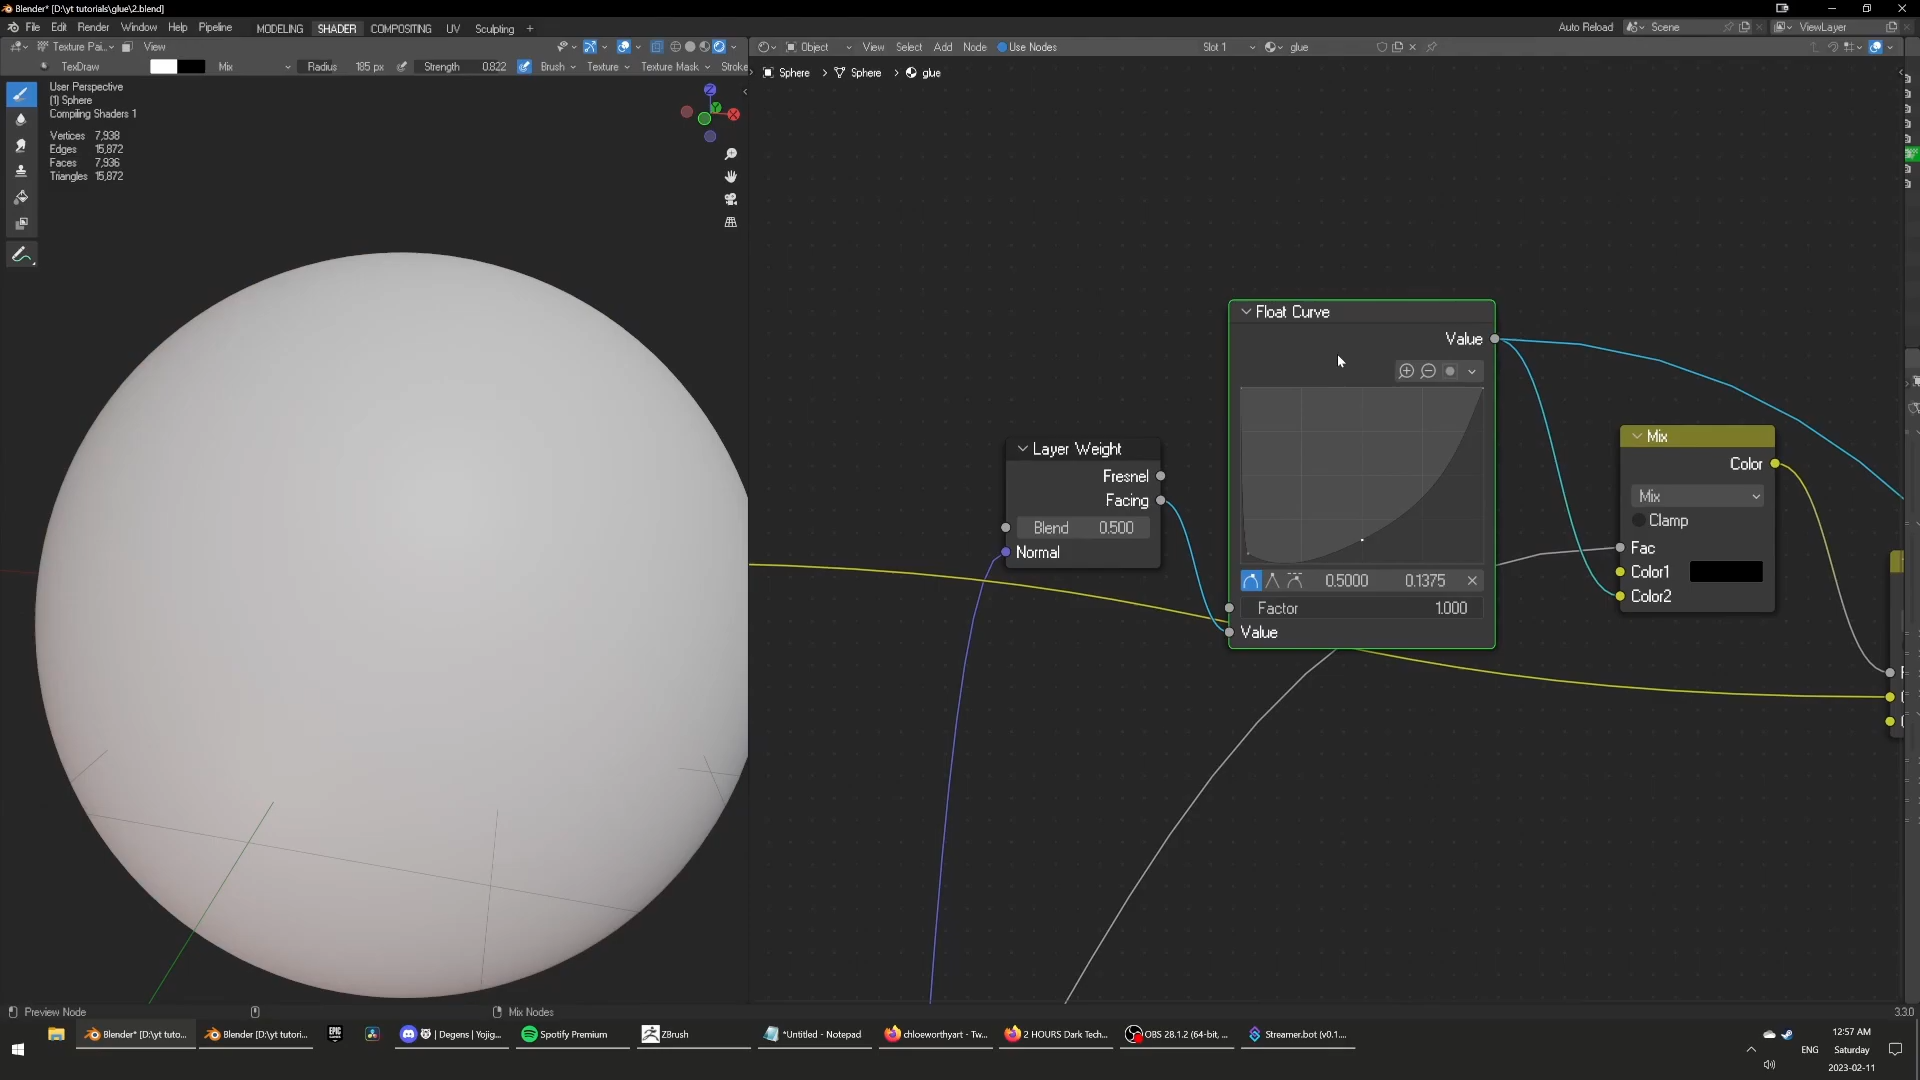 Blender* [D:\yt tutorials\glue\2.blend]
File Edit Render Window Help Pipeline MODELING SHADER COMPOSITING UV Sculpting + Auto Reload Scene ViewLayer
Texture Pai... View Object View Select Add Node Use Nodes Slot 1 glue
TexDraw Mix Radius 185 px Strength 0.822 Brush Texture Texture Mask Stroke
Sphere Sphere glue
User Perspective
(1) Sphere
Compiling Shaders 1
Vertices 7,938
Edges 15,872
Faces 7,936
Triangles 15,872
Z
Y
X
Float Curve
Value
0.5000 0.1375
Factor 1.000
Value
Layer Weight
Fresnel
Facing
Blend 0.500
Normal
Mix
Color
Mix
Clamp
Fac
Color1
Color2
Preview Node Mix Nodes 3.3.0
Blender* [D:\yt tuto... Blender [D:\yt tutori... EPIC | Degens | Yojig... Spotify Premium ZBrush *Untitled - Notepad chloeworthyart - Tw... 2 HOURS Dark Tech... OBS 28.1.2 (64-bit, ... Streamer.bot (v0.1....
12:57 AM
ENG Saturday
2023-02-11